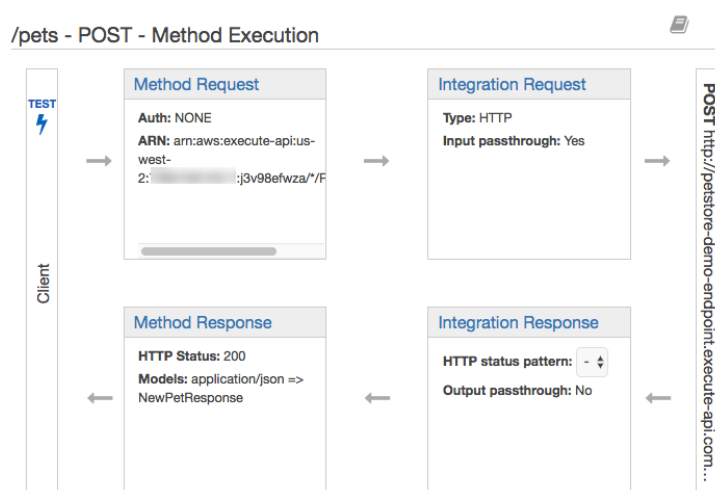 /pets - POST - Method Execution
TEST
Client
Method Request
Auth: NONE
ARN: arn:aws:execute-api:us-
west-
2: :j3v98efwza/*/P
Integration Request
Type: HTTP
Input passthrough: Yes
POST http://petstore-demo-endpoint.execute-api.com...
Method Response
HTTP Status: 200
Models: application/json =>
NewPetResponse
Integration Response
HTTP status pattern: -
Output passthrough: No